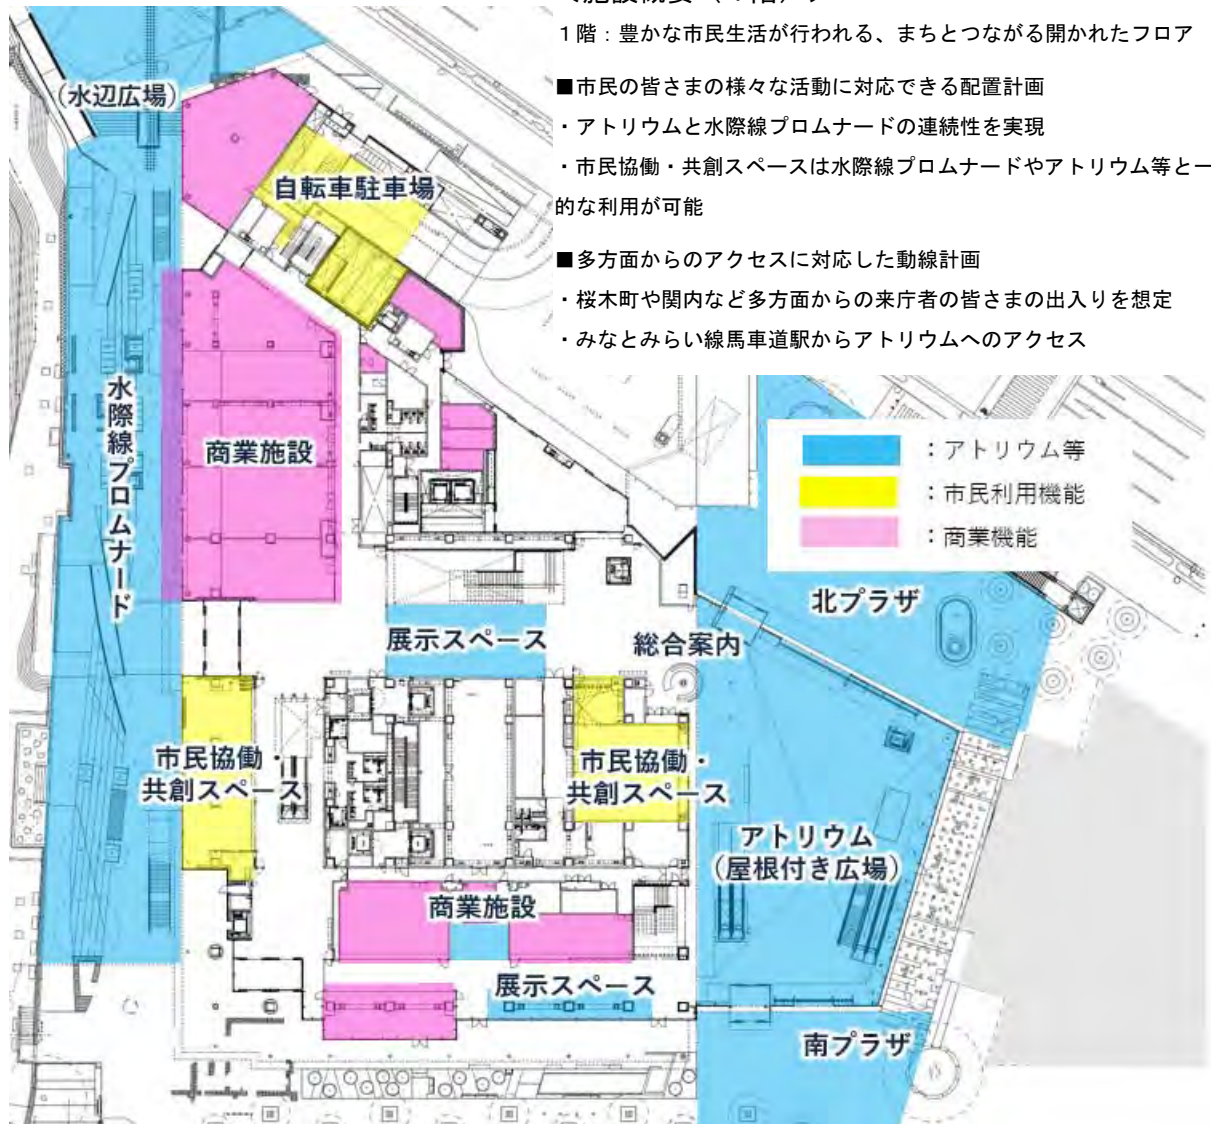 １階：豊かな市民生活が行われる、まちとつながる開かれたフロア
■市民の皆さまの様々な活動に対応できる配置計画
・アトリウムと水際線プロムナードの連続性を実現
・市民協働・共創スペースは水際線プロムナードやアトリウム等と一
的な利用が可能
■多方面からのアクセスに対応した動線計画
・桜木町や関内など多方面からの来庁者の皆さまの出入りを想定
・みなとみらい線馬車道駅からアトリウムへのアクセス
(水辺広場)
自転車駐車場
水際線プロムナード
商業施設
：アトリウム等
：市民利用機能
：商業機能
北プラザ
展示スペース
総合案内
市民協働・
共創スペース
市民協働・
共創スペース
アトリウム
(屋根付き広場)
商業施設
展示スペース
南プラザ